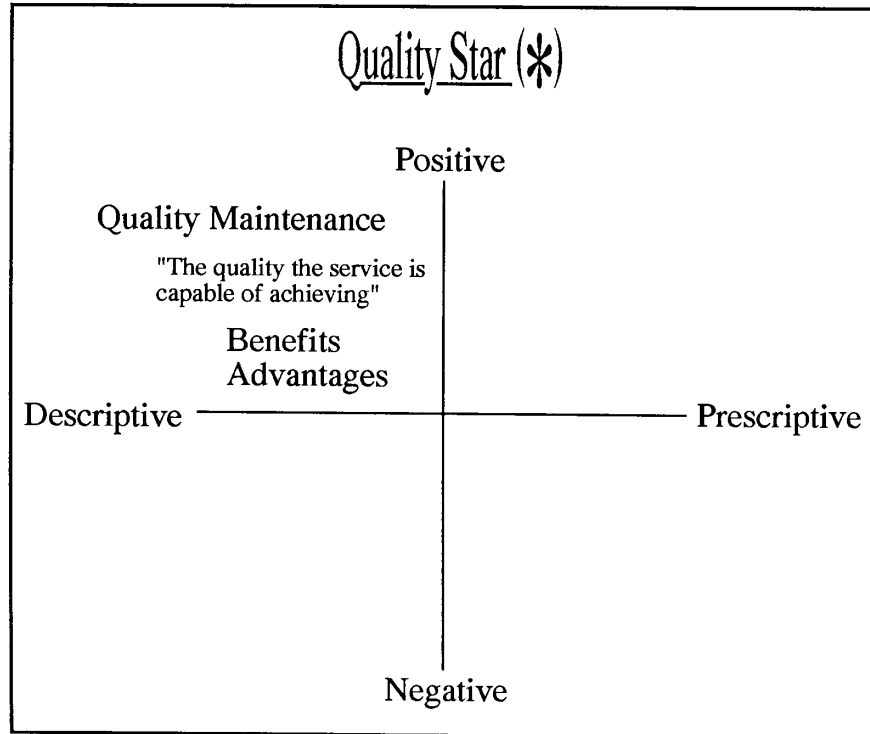 Quality Star (*)
Positive
Quality Maintenance
"The quality the service is
capable of achieving"
Benefits
Advantages
Descriptive
Prescriptive
Negative